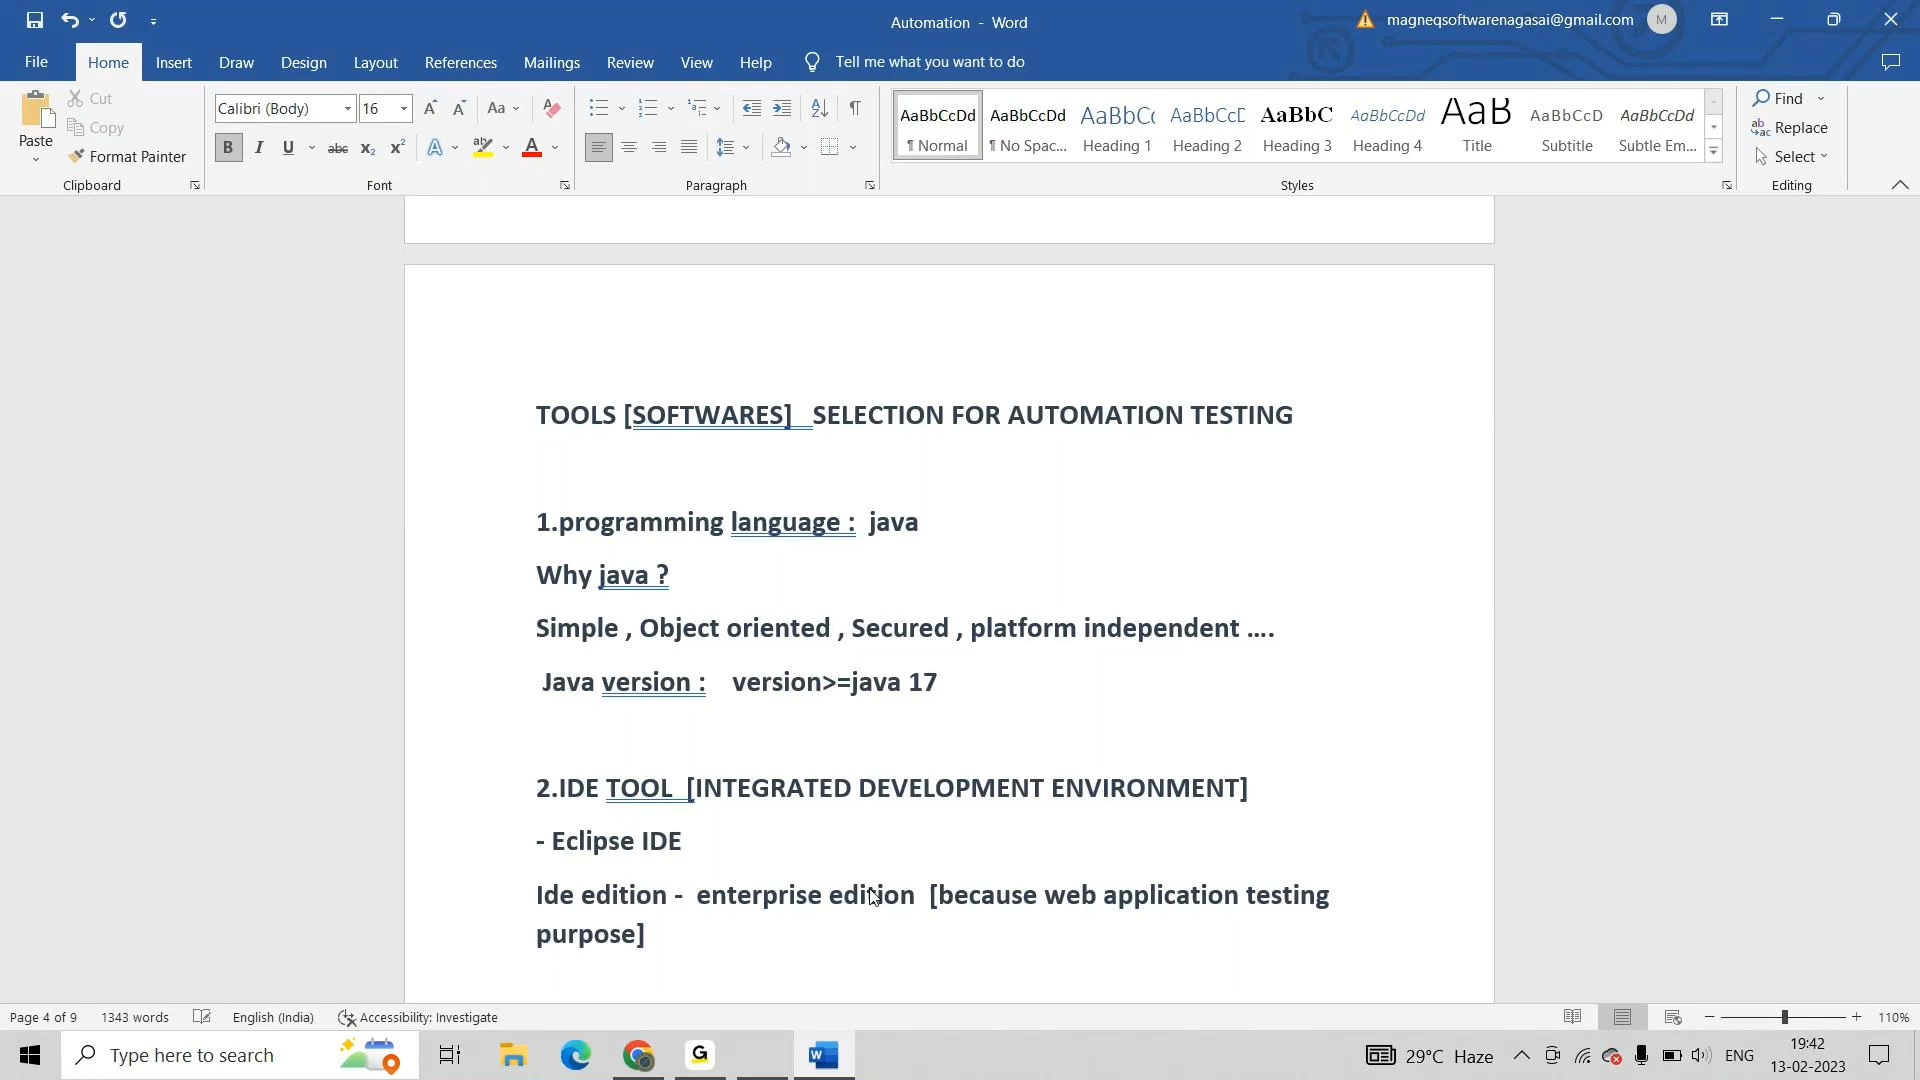 Automation - Word
magneqsoftwarenagasai@gmail.com
M
File Home Insert Draw Design Layout References Mailings Review View Help Tell me what you want to do
Paste
Cut
Copy
Format Painter
Clipboard
Calibri (Body) 16
Aa
B I U abc x₂ x² A A
Font
Paragraph
AaBbCcDd AaBbCcDd AaBbCc AaBbCcC AaBbC AaBbCcDd AaB AaBbCcD AaBbCcDd
¶ Normal ¶ No Spac... Heading 1 Heading 2 Heading 3 Heading 4 Title Subtitle Subtle Em...
Styles
Find
Replace
Select
Editing
TOOLS [SOFTWARES] SELECTION FOR AUTOMATION TESTING
1.programming language : java
Why java ?
Simple , Object oriented , Secured , platform independent ....
Java version : version>=java 17
2.IDE TOOL [INTEGRATED DEVELOPMENT ENVIRONMENT]
- Eclipse IDE
Ide edition - enterprise edition [because web application testing
purpose]
Page 4 of 9 1343 words English (India) Accessibility: Investigate 110%
Type here to search
29°C Haze
ENG
19:42
13-02-2023